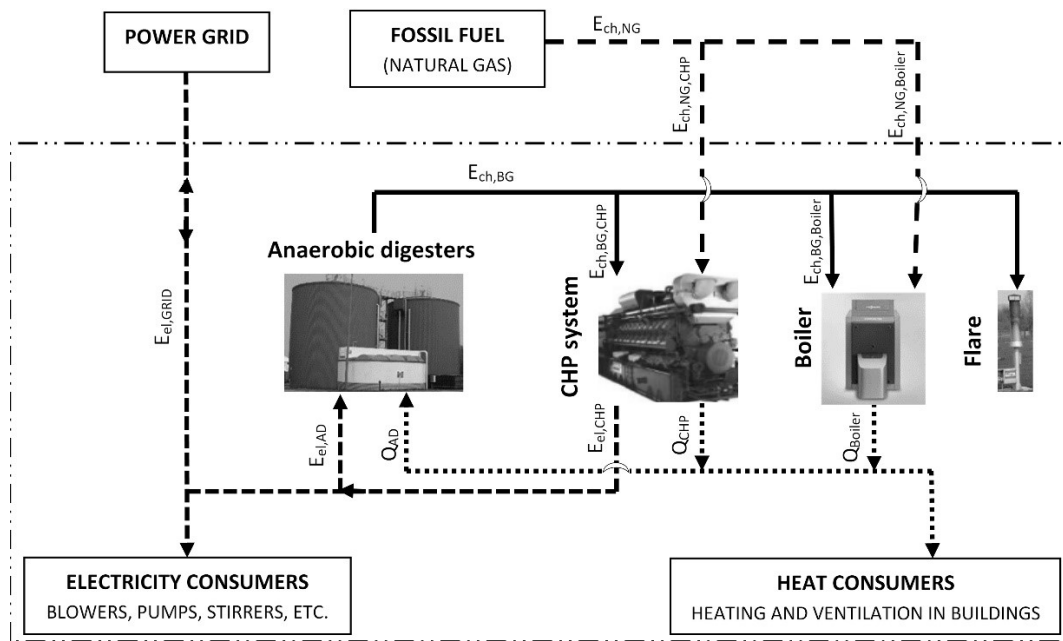 POWER GRID
FOSSIL FUEL
(NATURAL GAS)
E_ch,NG
E_ch,NG,CHP
E_ch,NG,Boiler
E_ch,BG
E_el,GRID
Anaerobic digesters
E_ch,BG,CHP
CHP system
E_ch,BG,Boiler
Boiler
Flare
E_el,AD
Q_AD
E_el,CHP
Q_CHP
Q_Boiler
ELECTRICITY CONSUMERS
BLOWERS, PUMPS, STIRRERS, ETC.
HEAT CONSUMERS
HEATING AND VENTILATION IN BUILDINGS